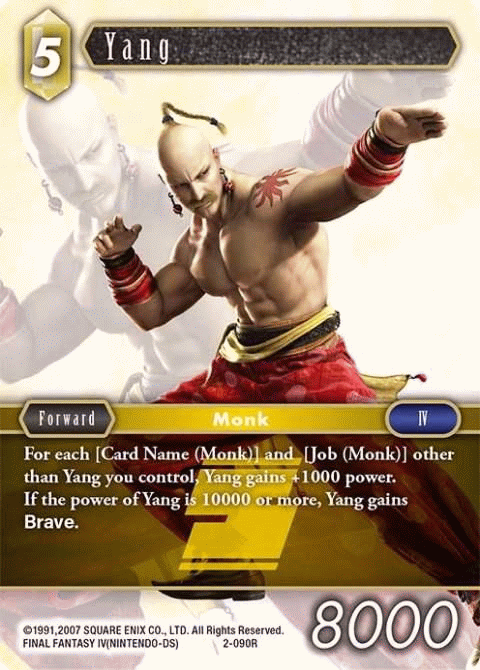 5
Yang
Forward
Monk
IV
For each [Card Name (Monk)] and [Job (Monk)] other
than Yang you control, Yang gains +1000 power.
If the power of Yang is 10000 or more, Yang gains
Brave.
©1991,2007 SQUARE ENIX CO., LTD. All Rights Reserved.
FINAL FANTASY IV(NINTENDO-DS) 2-090R
8000